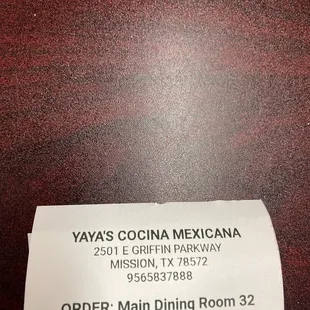 YAYA'S COCINA MEXICANA
2501 E GRIFFIN PARKWAY
MISSION, TX 78572
9565837888
ORDER: Main Dining Room 32